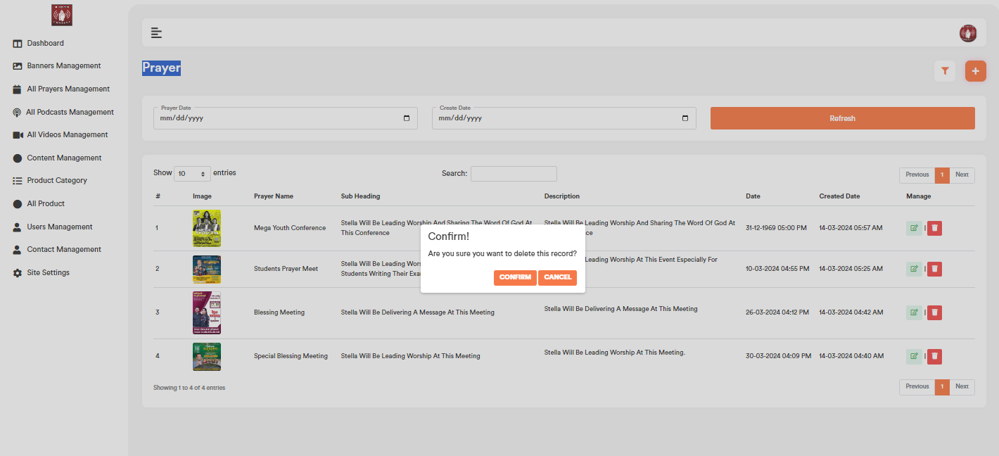 Dashboard
Banners Management
All Prayers Management
All Podcasts Management
All Videos Management
Content Management
Product Category
All Product
Users Management
Contact Management
Site Settings
Prayer
Prayer Date
mm/dd/yyyy
Create Date
mm/dd/yyyy
Refresh
Show 10 entries
Search:
Previous 1 Next
# Image Prayer Name Sub Heading Description Date Created Date Manage
1 Mega Youth Conference Stella Will Be Leading Worship And Sharing The Word Of God At Stella Will Be Leading Worship And Sharing The Word Of God At 31-12-1969 05:00 PM 14-03-2024 05:57 AM
This Conference
2 Students Prayer Meet Stella Will Be Leading Worship At This Event Especially For 10-03-2024 04:55 PM 14-03-2024 05:25 AM
Students Writing Their
Confirm!
Are you sure you want to delete this record?
CONFIRM CANCEL
3 Blessing Meeting Stella Will Be Delivering A Message At This Meeting Stella Will Be Delivering A Message At This Meeting 26-03-2024 04:12 PM 14-03-2024 04:42 AM
4 Special Blessing Meeting Stella Will Be Leading Worship At This Meeting Stella Will Be Leading Worship At This Meeting. 30-03-2024 04:09 PM 14-03-2024 04:40 AM
Showing 1 to 4 of 4 entries
Previous 1 Next